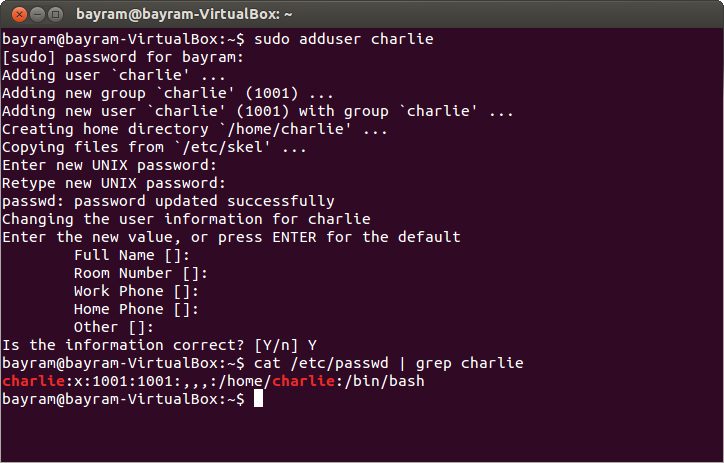 bayram@bayram-VirtualBox: ~
bayram@bayram-VirtualBox:~$ sudo adduser charlie
[sudo] password for bayram:
Adding user `charlie' ...
Adding new group `charlie' (1001) ...
Adding new user `charlie' (1001) with group `charlie' ...
Creating home directory `/home/charlie' ...
Copying files from `/etc/skel' ...
Enter new UNIX password:
Retype new UNIX password:
passwd: password updated successfully
Changing the user information for charlie
Enter the new value, or press ENTER for the default
        Full Name []:
        Room Number []:
        Work Phone []:
        Home Phone []:
        Other []:
Is the information correct? [Y/n] Y
bayram@bayram-VirtualBox:~$ cat /etc/passwd | grep charlie
charlie:x:1001:1001:,,,:/home/charlie:/bin/bash
bayram@bayram-VirtualBox:~$